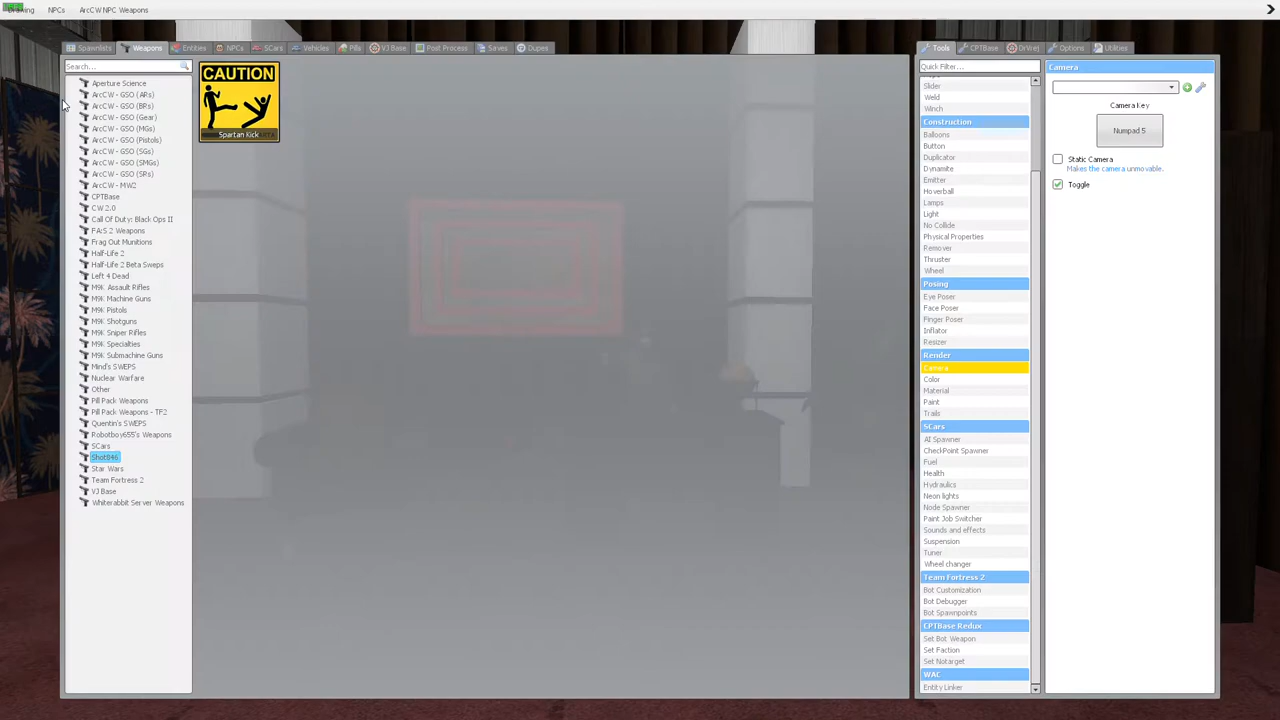 Drawing NPCs ArcCW NPC Weapons
Spawnlists Weapons Entities NPCs SCars Vehicles Pills VJ Base Post Process Saves Dupes
Search...
Aperture Science
ArcCW - GSO (ARs)
ArcCW - GSO (BRs)
ArcCW - GSO (Gear)
ArcCW - GSO (MGs)
ArcCW - GSO (Pistols)
ArcCW - GSO (SGs)
ArcCW - GSO (SMGs)
ArcCW - GSO (SRs)
ArcCW - MW2
CPTBase
CW 2.0
Call Of Duty: Black Ops II
FA:S 2 Weapons
Frag Out Munitions
Half-Life 2
Half-Life 2 Beta Sweps
Left 4 Dead
M9K Assault Rifles
M9K Machine Guns
M9K Pistols
M9K Shotguns
M9K Sniper Rifles
M9K Specialties
M9K Submachine Guns
Mind's SWEPS
Nuclear Warfare
Other
Pill Pack Weapons
Pill Pack Weapons - TF2
Quentin's SWEPS
Robotboy655's Weapons
SCars
Shot846
Star Wars
Team Fortress 2
VJ Base
Whiterabbit Server Weapons
CAUTION
Spartan Kick
Tools CPTBase DrVrej Options Utilities
Quick Filter...
Slider
Weld
Winch
Construction
Balloons
Button
Duplicator
Dynamite
Emitter
Hoverball
Lamps
Light
No Collide
Physical Properties
Remover
Thruster
Wheel
Posing
Eye Poser
Face Poser
Finger Poser
Inflator
Resizer
Render
Camera
Color
Material
Paint
Trails
SCars
AI Spawner
CheckPoint Spawner
Fuel
Health
Hydraulics
Neon lights
Node Spawner
Paint Job Switcher
Sounds and effects
Suspension
Tuner
Wheel changer
Team Fortress 2
Bot Customization
Bot Debugger
Bot Spawnpoints
CPTBase Redux
Set Bot Weapon
Set Faction
Set Notarget
WAC
Entity Linker
Camera
Camera Key
Numpad 5
Static Camera
Makes the camera unmovable.
Toggle